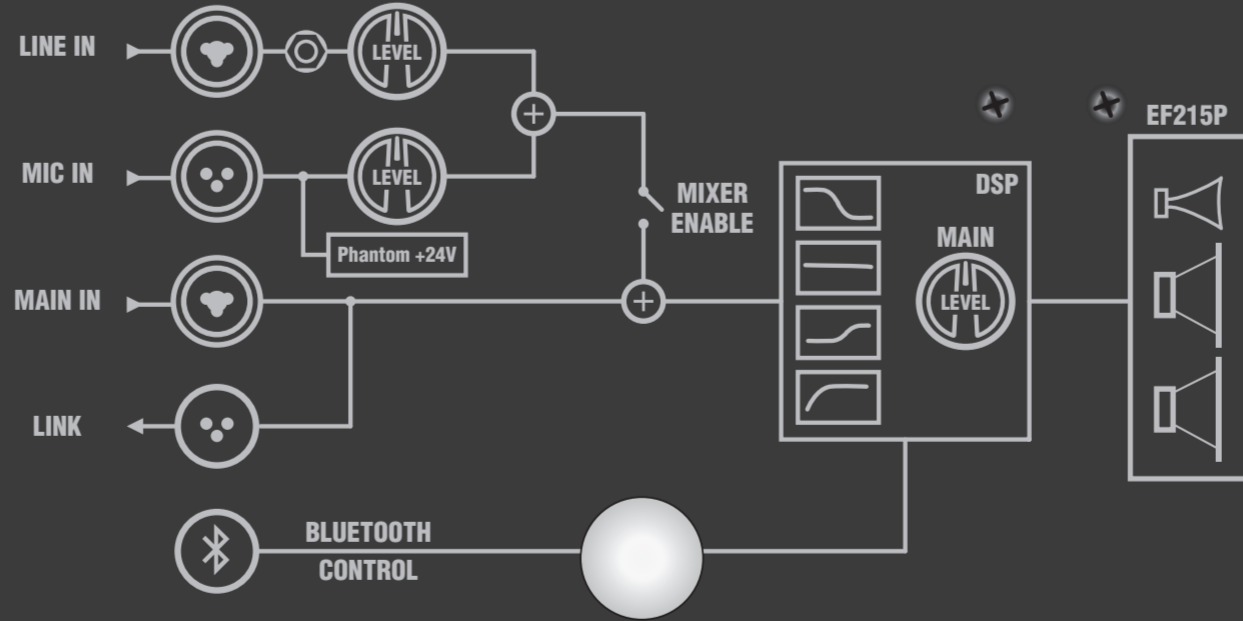 LINE IN
LEVEL
MIC IN
LEVEL
Phantom +24V
MAIN IN
LINK
BLUETOOTH
CONTROL
MIXER
ENABLE
DSP
MAIN
LEVEL
EF215P